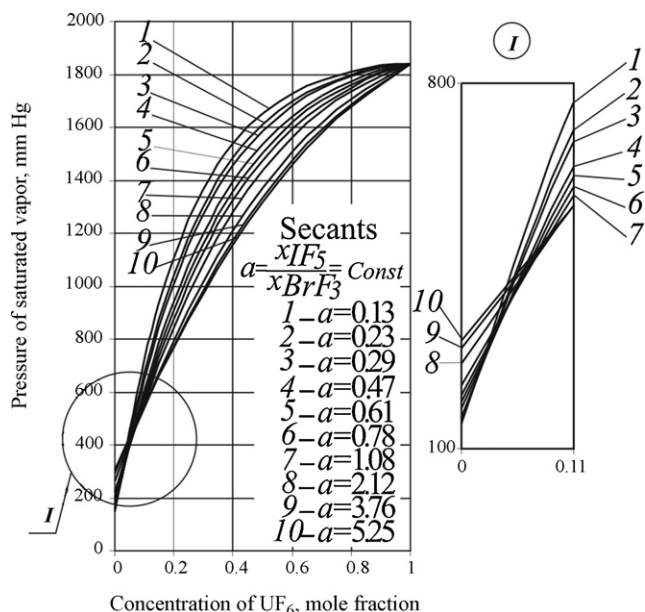 Pressure of saturated vapor, mm Hg
2000
1800
1600
1400
1200
1000
800
600
400
200
0
1
2
3
4
5
6
7
8
9
10
Secants
a=xIF5/xBrF3=Const
1–a=0.13
2–a=0.23
3–a=0.29
4–a=0.47
5–a=0.61
6–a=0.78
7–a=1.08
8–a=2.12
9–a=3.76
10–a=5.25
I
0 0.2 0.4 0.6 0.8 1
Concentration of UF6, mole fraction
I
800
1
2
3
4
5
6
7
10
9
8
100
0 0.11